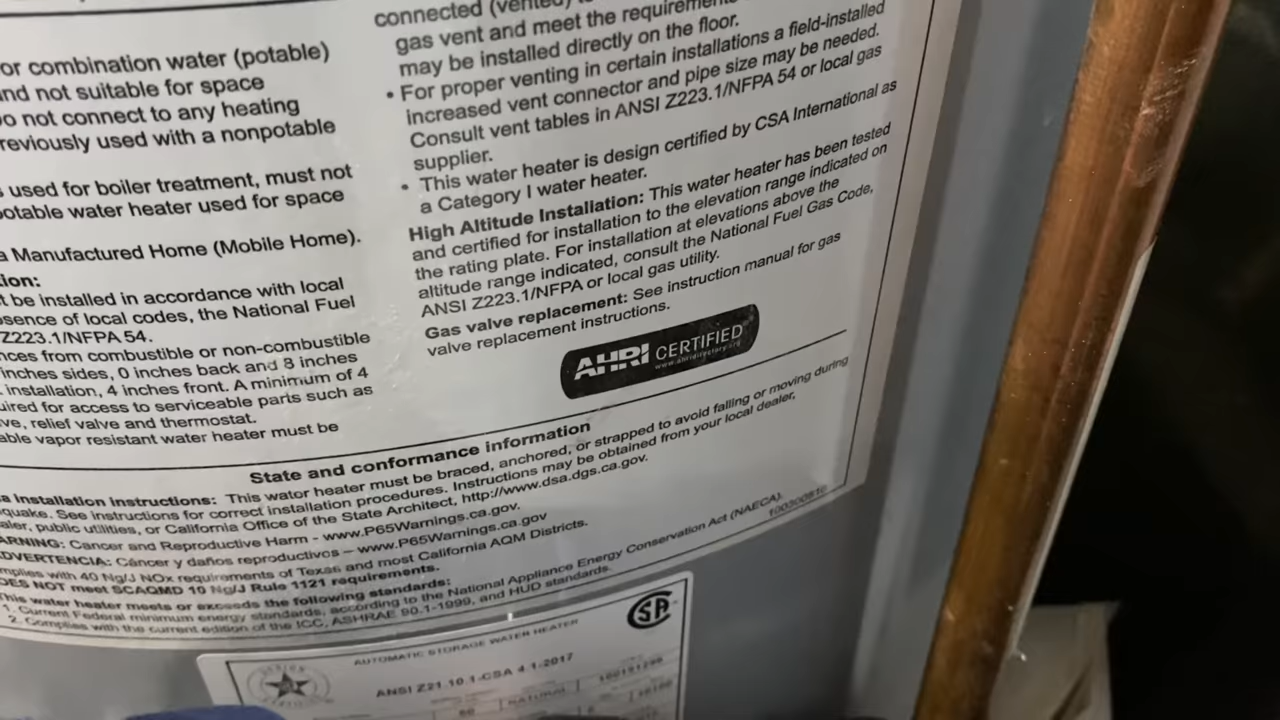 or combination water (potable)
and not suitable for space
o not connect to any heating
reviously used with a nonpotable
used for boiler treatment, must not
otable water heater used for space
a Manufactured Home (Mobile Home).
tion:
t be installed in accordance with local
sence of local codes, the National Fuel
Z223.1/NFPA 54.
nces from combustible or non-combustible
inches sides, 0 inches back and 8 inches
installation, 4 inches front. A minimum of 4
uired for access to serviceable parts such as
ve, relief valve and thermostat.
able vapor resistant water heater must be
connected (vented)
gas vent and meet the requirements
may be installed directly on the floor.
• For proper venting in certain installations a field-installed
increased vent connector and pipe size may be needed.
Consult vent tables in ANSI Z223.1/NFPA 54 or local gas
supplier.
• This water heater is design certified by CSA International as
a Category I water heater.
High Altitude Installation: This water heater has been tested
and certified for installation to the elevation range indicated on
the rating plate. For installation at elevations above the
altitude range indicated, consult the National Fuel Gas Code,
ANSI Z223.1/NFPA or local gas utility.
Gas valve replacement: See instruction manual for gas
valve replacement instructions.
AHRI CERTIFIED
www.ahridirectory.org
State and conformance information
a Installation Instructions: This water heater must be braced, anchored, or strapped to avoid falling or moving during
quake. See instructions for correct installation procedures. Instructions may be obtained from your local dealer,
aler, public utilities, or California Office of the State Architect, http://www.dsa.dgs.ca.gov.
ARNING: Cancer and Reproductive Harm - www.P65Warnings.ca.gov.
DVERTENCIA: Cáncer y daños reproductivos – www.P65Warnings.ca.gov
mplies with 40 Ng/J NOx requirements of Texas and most California AQM Districts.
DOES NOT meet SCAQMD 10 Ng/J Rule 1121 requirements.
This water heater meets or exceeds the following standards:
1. Current Federal minimum energy standards, according to the National Appliance Energy Conservation Act (NAECA).
2. Complies with the current edition of the ICC, ASHRAE 90.1-1999, and HUD standards.
AUTOMATIC STORAGE WATER HEATER
ANSI Z21.10.1-CSA 4.1-2017
NATURAL